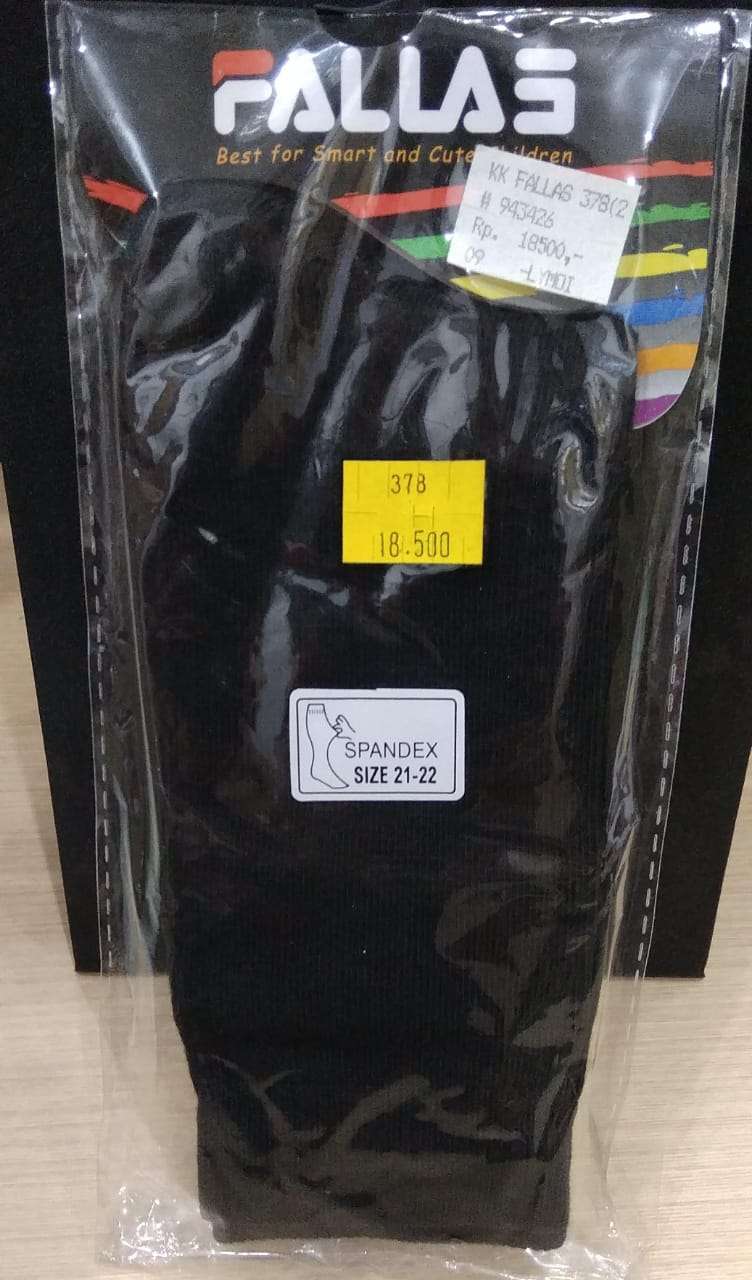 FALLAS
Best for Smart and Cute Children
KK FALLAS 378(2
# 943426
Rp. 18500,-
09 -LYMOI
378
18.500
SPANDEX
SIZE 21-22